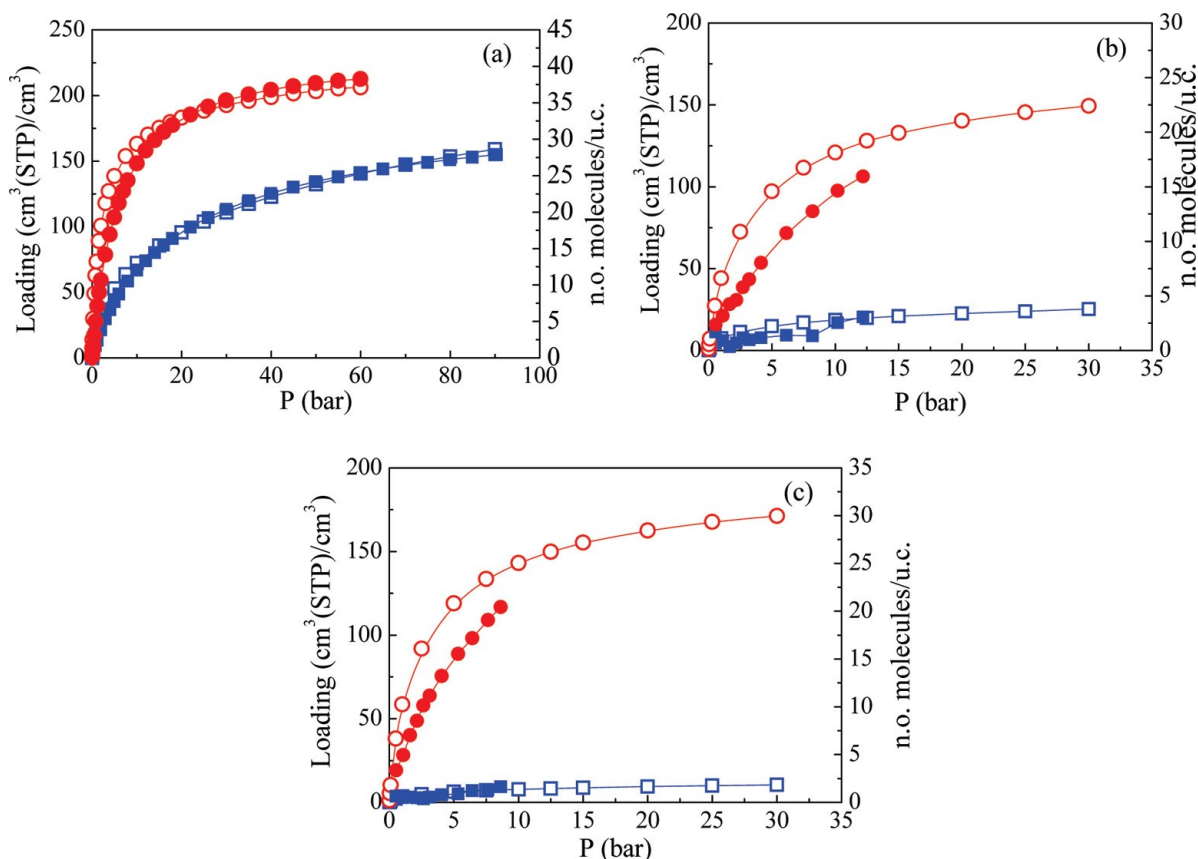 (a)
250
200
150
100
50
0
Loading (cm³(STP)/cm³)
45
40
35
30
25
20
15
10
5
0
n.o. molecules/u.c.
0 20 40 60 80 100
P (bar)
(b)
200
150
100
50
0
Loading (cm³(STP)/cm³)
30
25
20
15
10
5
0
n.o. molecules/u.c.
0 5 10 15 20 25 30 35
P (bar)
(c)
200
150
100
50
0
Loading (cm³(STP)/cm³)
35
30
25
20
15
10
5
0
n.o. molecules/u.c.
0 5 10 15 20 25 30 35
P (bar)